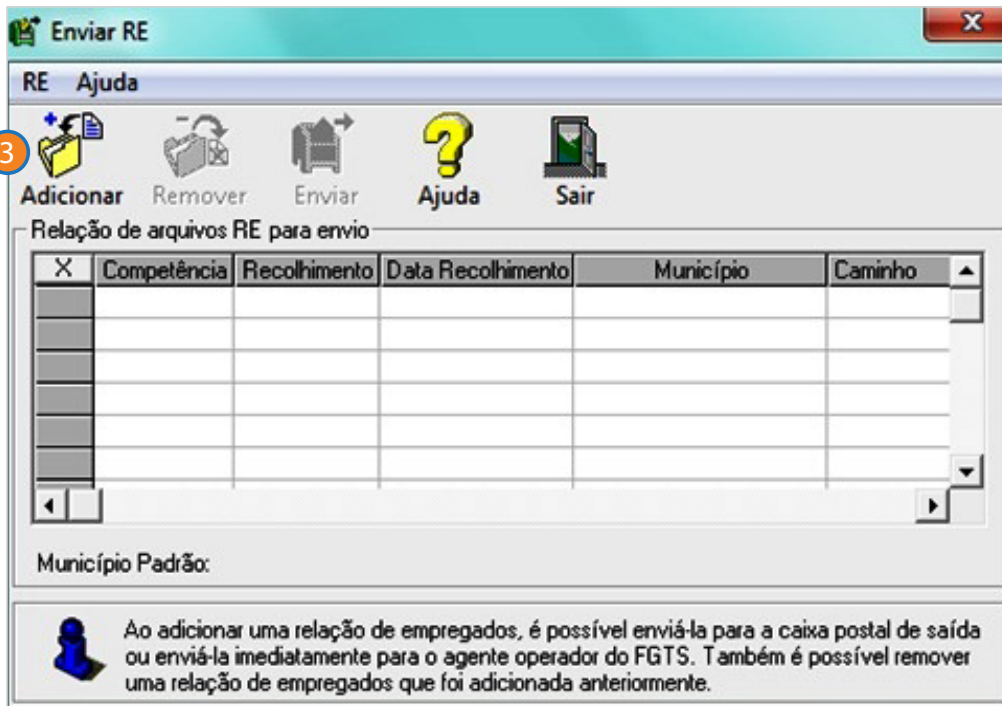 Enviar RE
RE Ajuda
3
Adicionar Remover Enviar Ajuda Sair
Relação de arquivos RE para envio
X Competência Recolhimento Data Recolhimento Município Caminho
Município Padrão:
Ao adicionar uma relação de empregados, é possível enviá-la para a caixa postal de saída
ou enviá-la imediatamente para o agente operador do FGTS. Também é possível remover
uma relação de empregados que foi adicionada anteriormente.